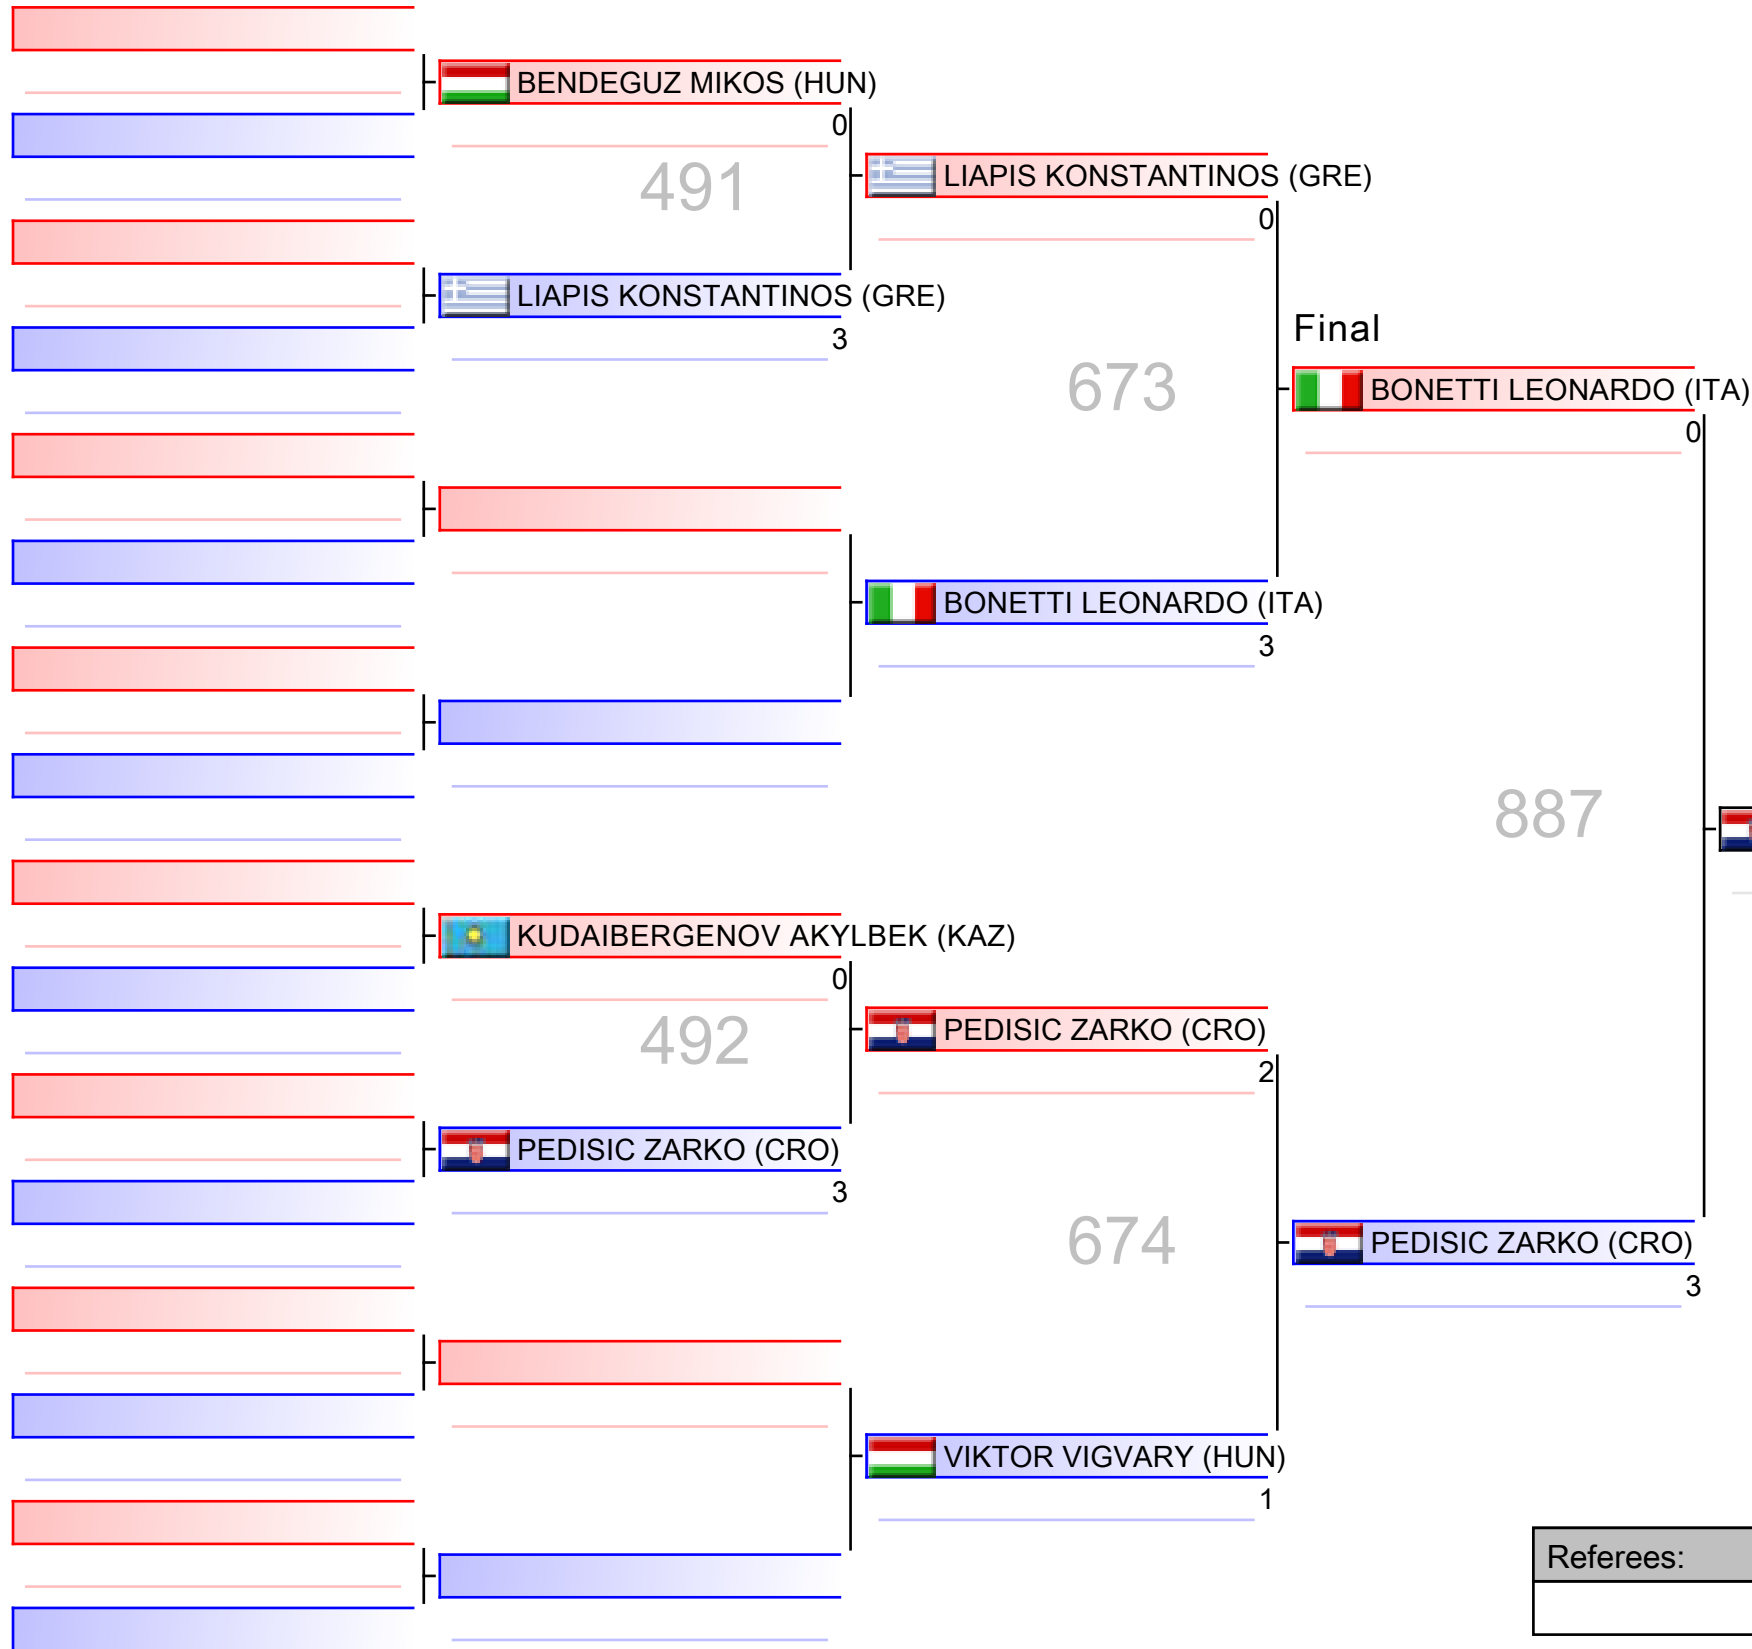 BENDEGUZ MIKOS (HUN)
0
491
LIAPIS KONSTANTINOS (GRE)
3
LIAPIS KONSTANTINOS (GRE)
0
673
BONETTI LEONARDO (ITA)
3
Final
BONETTI LEONARDO (ITA)
0
887
KUDAIBERGENOV AKYLBEK (KAZ)
0
492
PEDISIC ZARKO (CRO)
3
PEDISIC ZARKO (CRO)
2
674
VIKTOR VIGVARY (HUN)
1
PEDISIC ZARKO (CRO)
3
Referees: